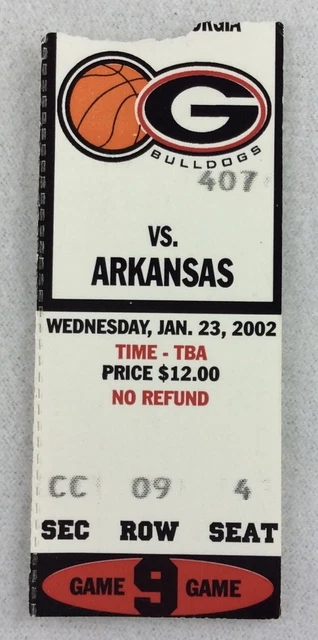 G
BULLDOGS
407
VS.
ARKANSAS
WEDNESDAY, JAN. 23, 2002
TIME - TBA
PRICE $12.00
NO REFUND
CC 09 4
SEC ROW SEAT
GAME 9 GAME